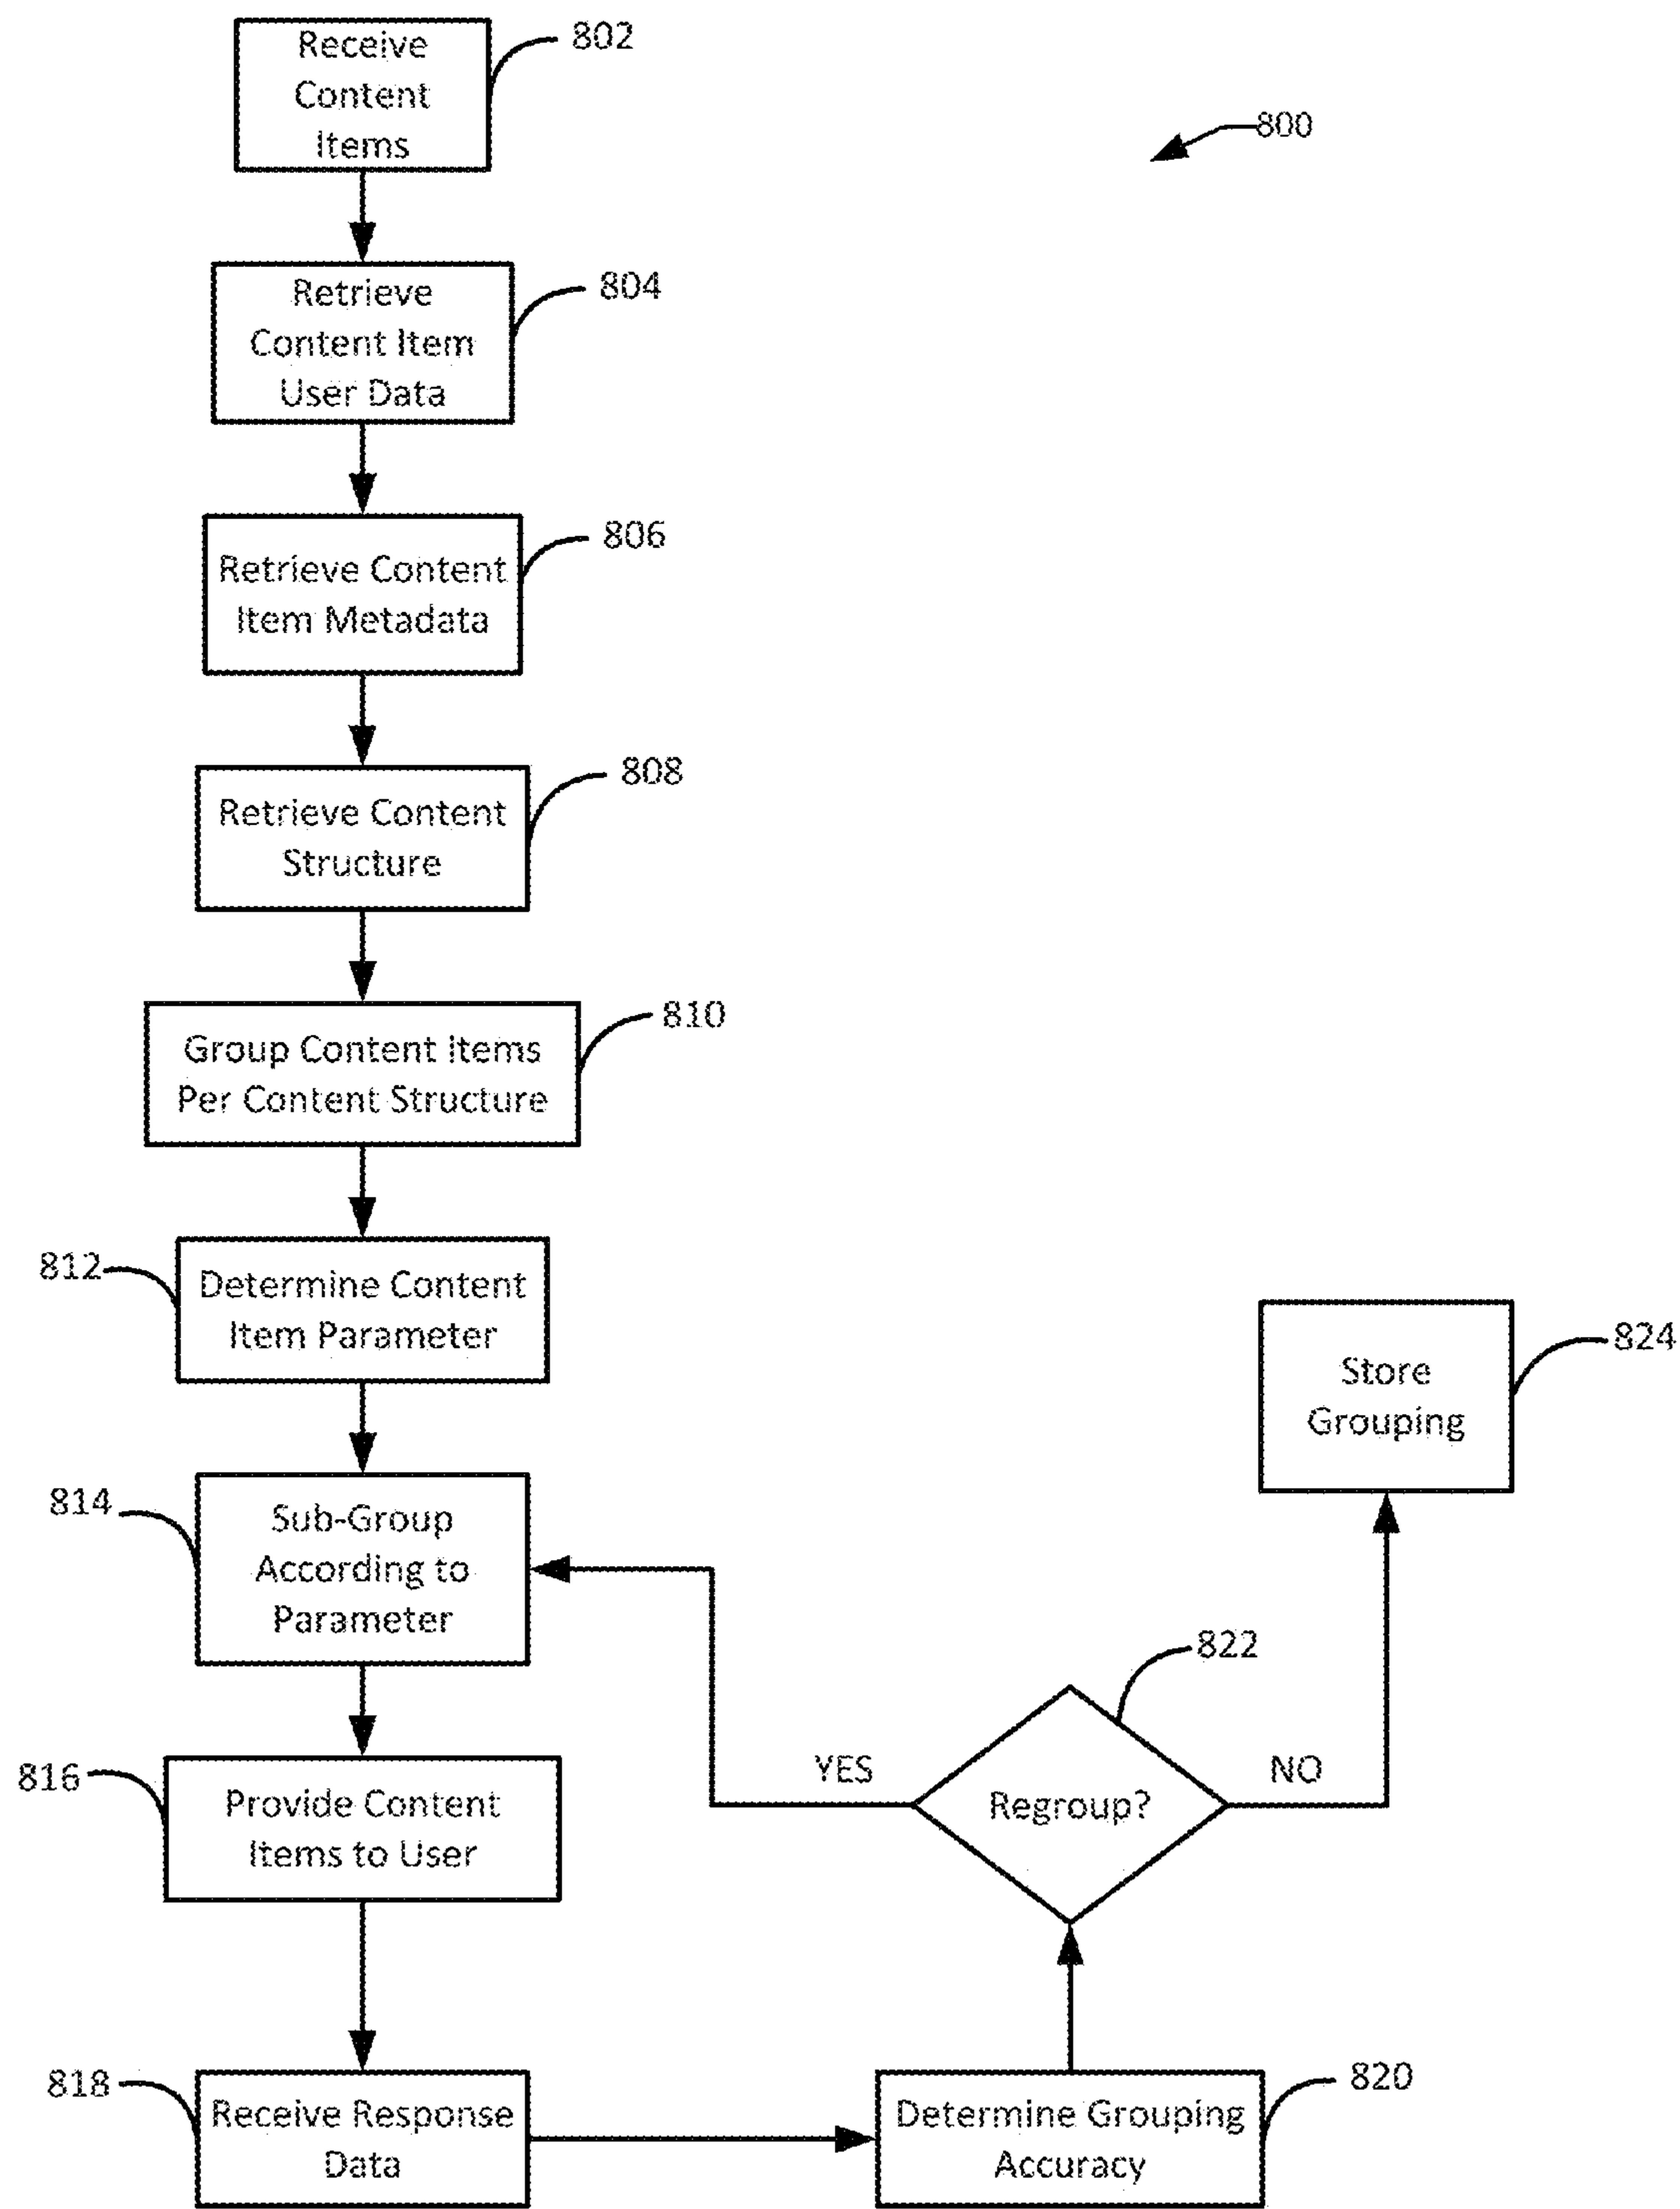 Receive
Content
Items
802
800
Retrieve
Content Item
User Data
804
Retrieve Content
Item Metadata
806
Retrieve Content
Structure
808
Group Content Items
Per Content Structure
810
812
Determine Content
Item Parameter
Store
Grouping
824
814
Sub-Group
According to
Parameter
822
816
Provide Content
Items to User
YES
Regroup?
NO
818
Receive Response
Data
Determine Grouping
Accuracy
820